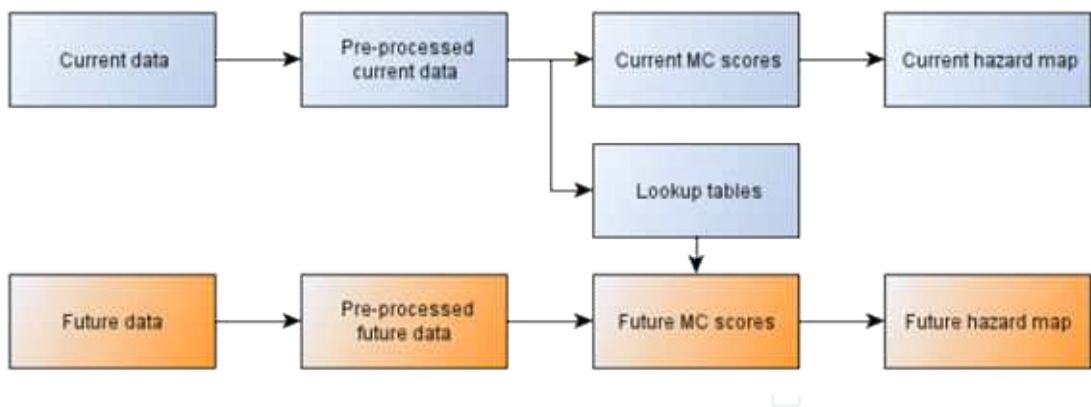 Current data
Pre-processed
current data
Current MC scores
Current hazard map
Lookup tables
Future data
Pre-processed
future data
Future MC scores
Future hazard map